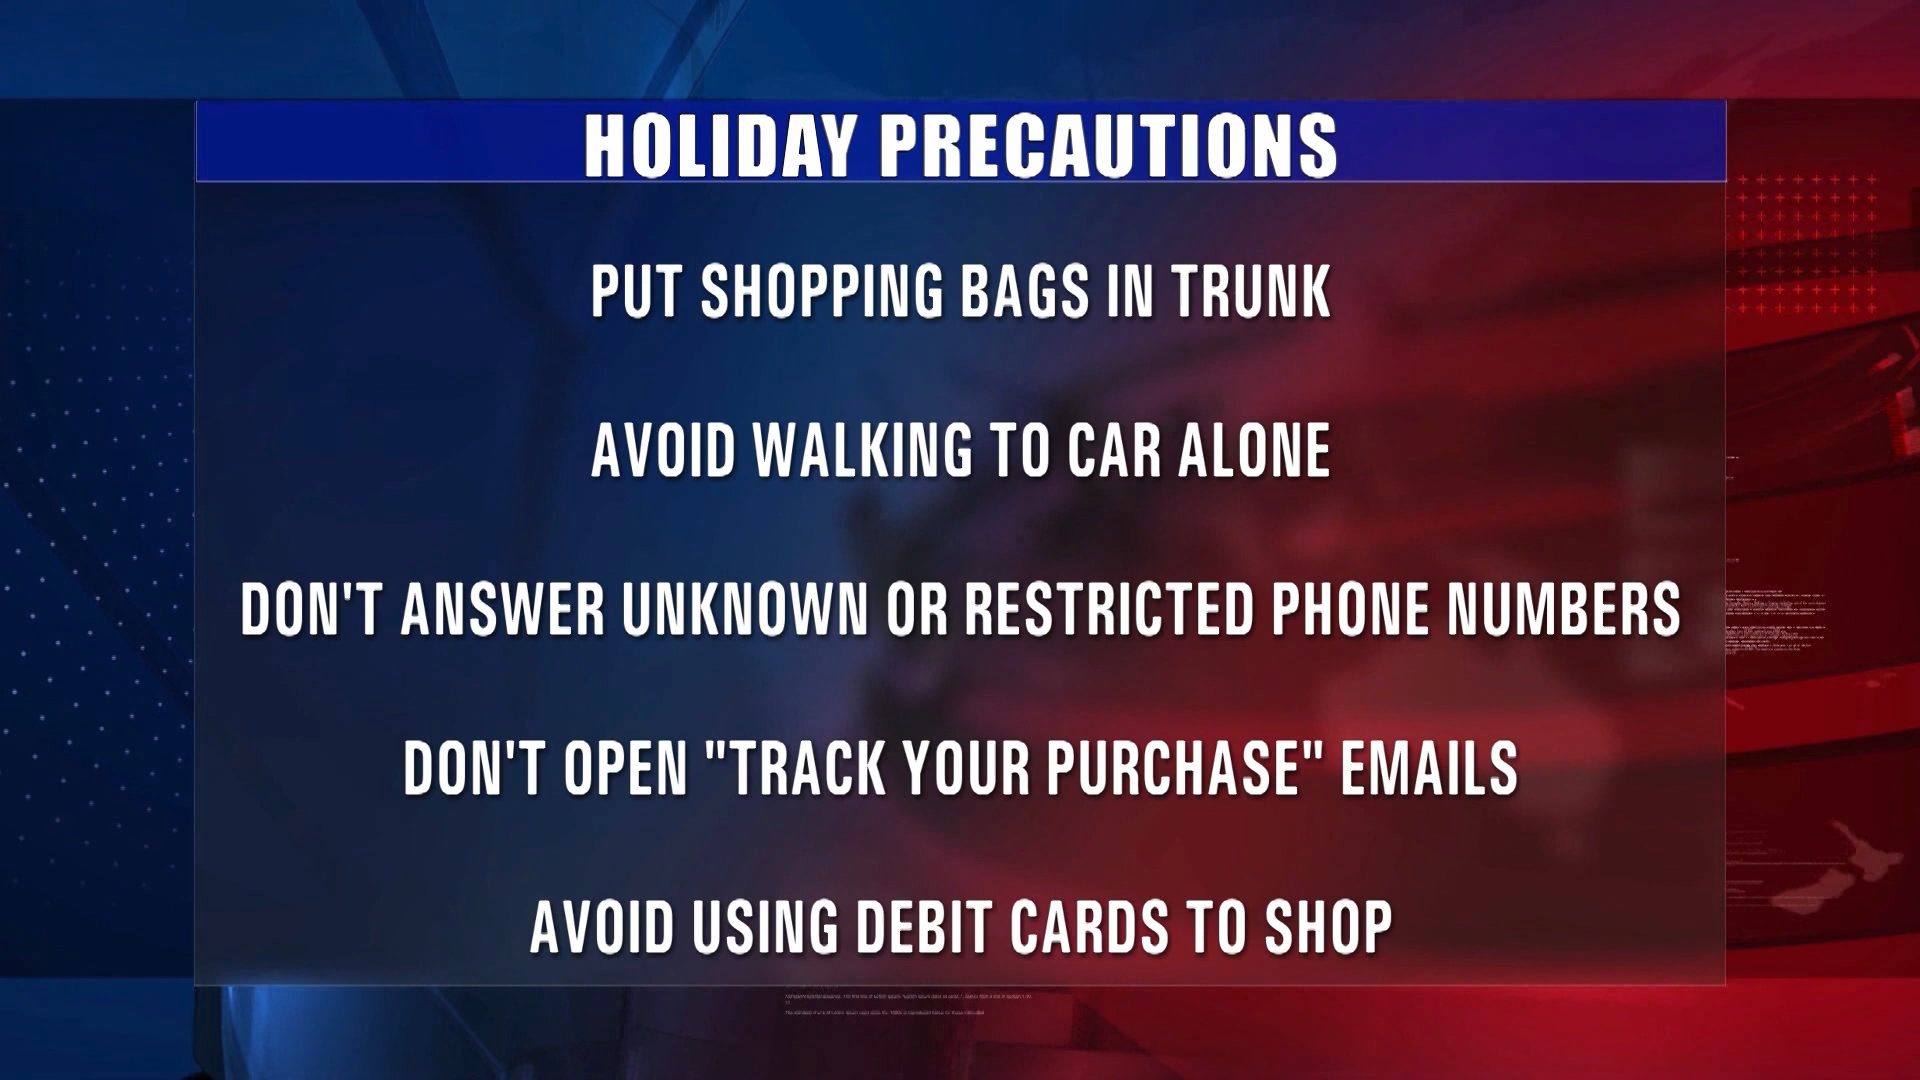 HOLIDAY PRECAUTIONS
PUT SHOPPING BAGS IN TRUNK
AVOID WALKING TO CAR ALONE
DON'T ANSWER UNKNOWN OR RESTRICTED PHONE NUMBERS
DON'T OPEN "TRACK YOUR PURCHASE" EMAILS
AVOID USING DEBIT CARDS TO SHOP